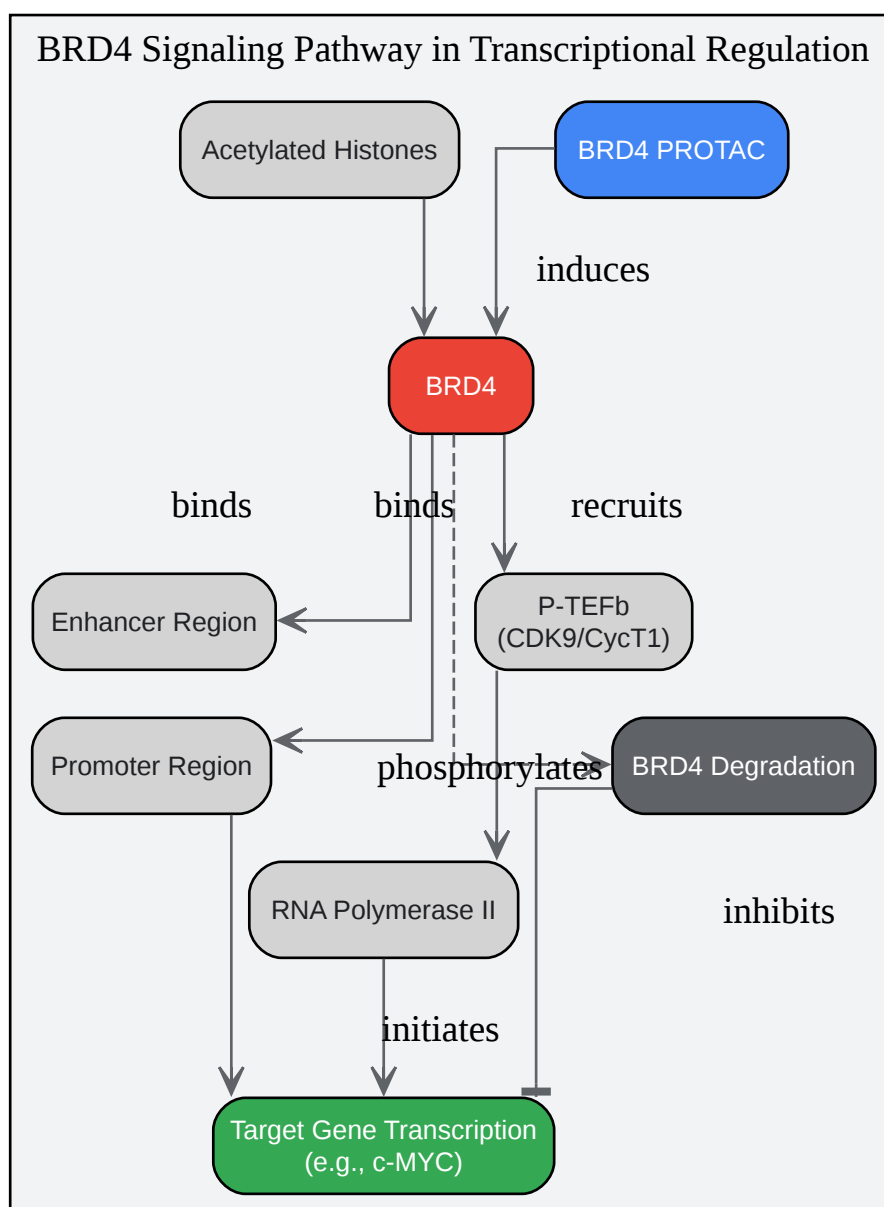 BRD4 Signaling Pathway in Transcriptional Regulation
Acetylated Histones
BRD4 PROTAC
induces
BRD4
binds
binds
recruits
Enhancer Region
P-TEFb
(CDK9/CycT1)
Promoter Region
phosphorylates
BRD4 Degradation
RNA Polymerase II
inhibits
initiates
Target Gene Transcription
(e.g., c-MYC)